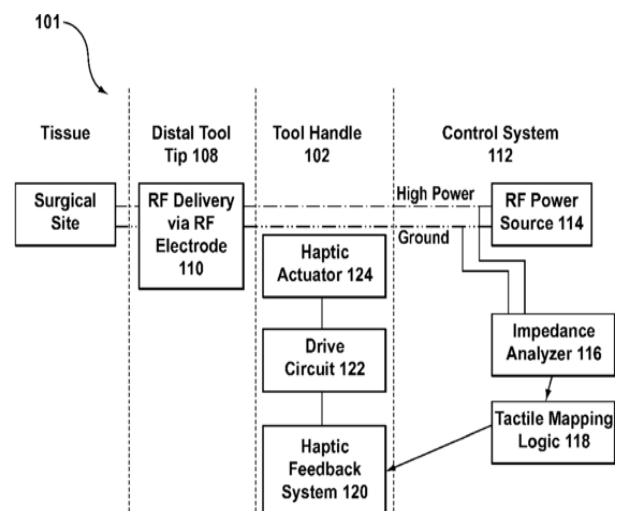 101
Tissue
Distal Tool
Tip 108
Tool Handle
102
Control System
112
Surgical
Site
RF Delivery
via RF
Electrode
110
High Power
Ground
RF Power
Source 114
Haptic
Actuator 124
Impedance
Analyzer 116
Drive
Circuit 122
Tactile Mapping
Logic 118
Haptic
Feedback
System 120